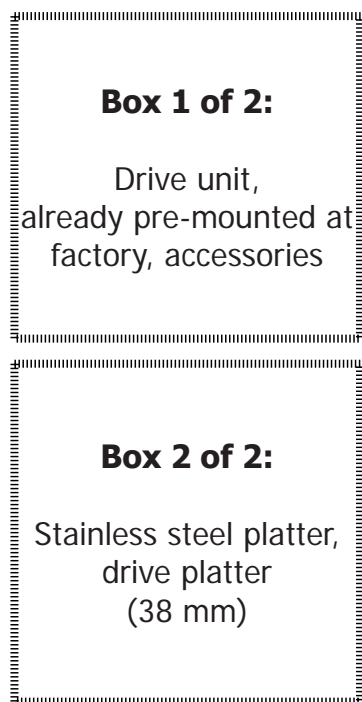 Box 1 of 2:
Drive unit,
already pre-mounted at
factory, accessories
Box 2 of 2:
Stainless steel platter,
drive platter
(38 mm)